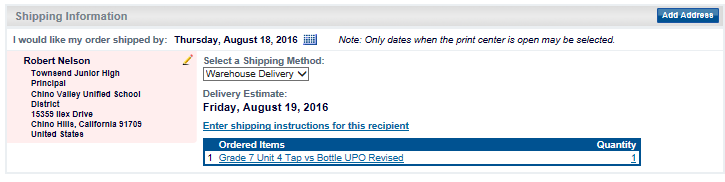 Shipping Information
Add Address
I would like my order shipped by: Thursday, August 18, 2016 Note: Only dates when the print center is open may be selected.
Robert Nelson
Townsend Junior High
Principal
Chino Valley Unified School
District
15359 Ilex Drive
Chino Hills, California 91709
United States
Select a Shipping Method:
Warehouse Delivery
Delivery Estimate:
Friday, August 19, 2016
Enter shipping instructions for this recipient
Ordered Items Quantity
1 Grade 7 Unit 4 Tap vs Bottle UPO Revised 1